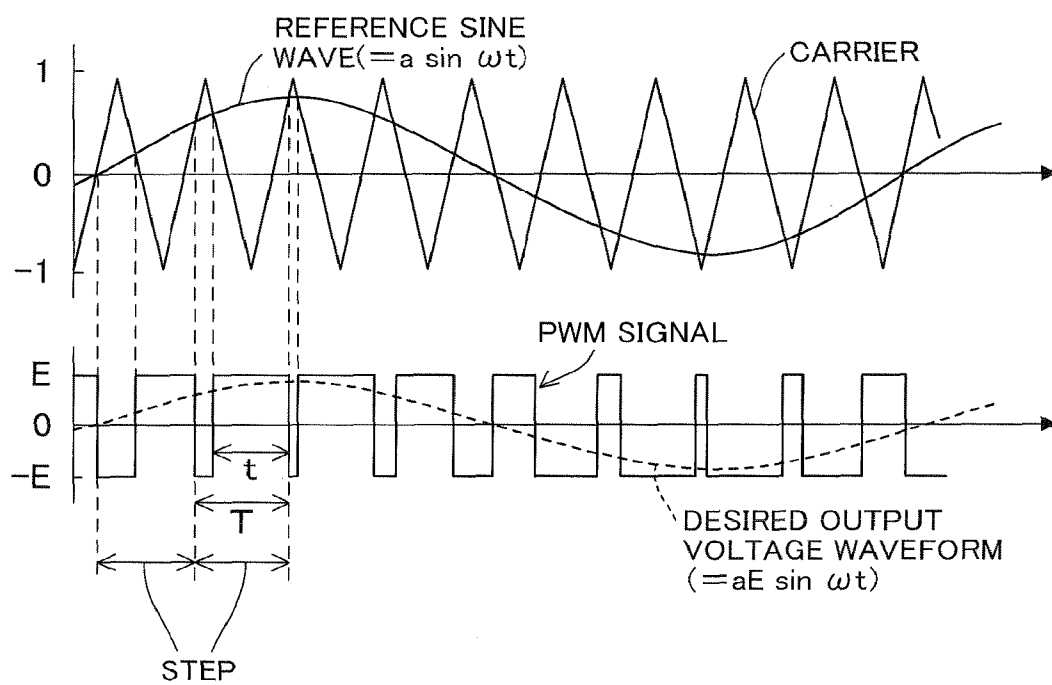 REFERENCE SINE
WAVE(=a sin ωt)
CARRIER
1
0
-1
PWM SIGNAL
E
0
-E
t
T
DESIRED OUTPUT
VOLTAGE WAVEFORM
(=aE sin ωt)
STEP